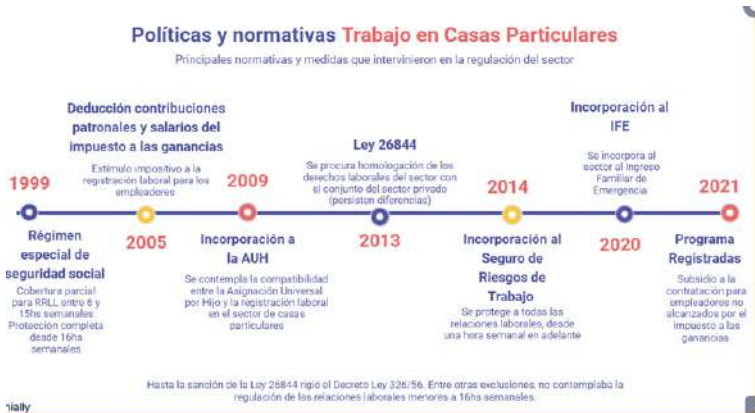 Políticas y normativas Trabajo en Casas Particulares
Principales normativas y medidas que intervinieron en la regulación del sector
1999
Régimen
especial de
seguridad social
Cobertura parcial
para RRLL entre 6 y
15hs semanales
Protección completa
desde 16hs
semanales
Deducción contribuciones
patronales y salarios del
impuesto a las ganancias
Estímulo impositivo a la
registración laboral para los
empleadores
2005
2009
Incorporación a
la AUH
Se contempla la compatibilidad
entre la Asignación Universal
por Hijo y la registración laboral
en el sector de casas
particulares
Ley 26844
Se procura homologación de los
derechos laborales del sector con
el conjunto del sector privado
(persisten diferencias)
2013
2014
Incorporación al
Seguro de
Riesgos de
Trabajo
Se protege a todas las
relaciones laborales, desde
una hora semanal en adelante
Incorporación al
IFE
Se incorpora al
sector al Ingreso
Familiar de
Emergencia
2020
2021
Programa
Registradas
Subsidio a la
contratación para
empleadores no
alcanzados por el
impuesto a las
ganancias
Hasta la sanción de la Ley 26844 rigió el Decreto Ley 326/56. Entre otras exclusiones, no contemplaba la
regulación de las relaciones laborales menores a 16hs semanales.
nially